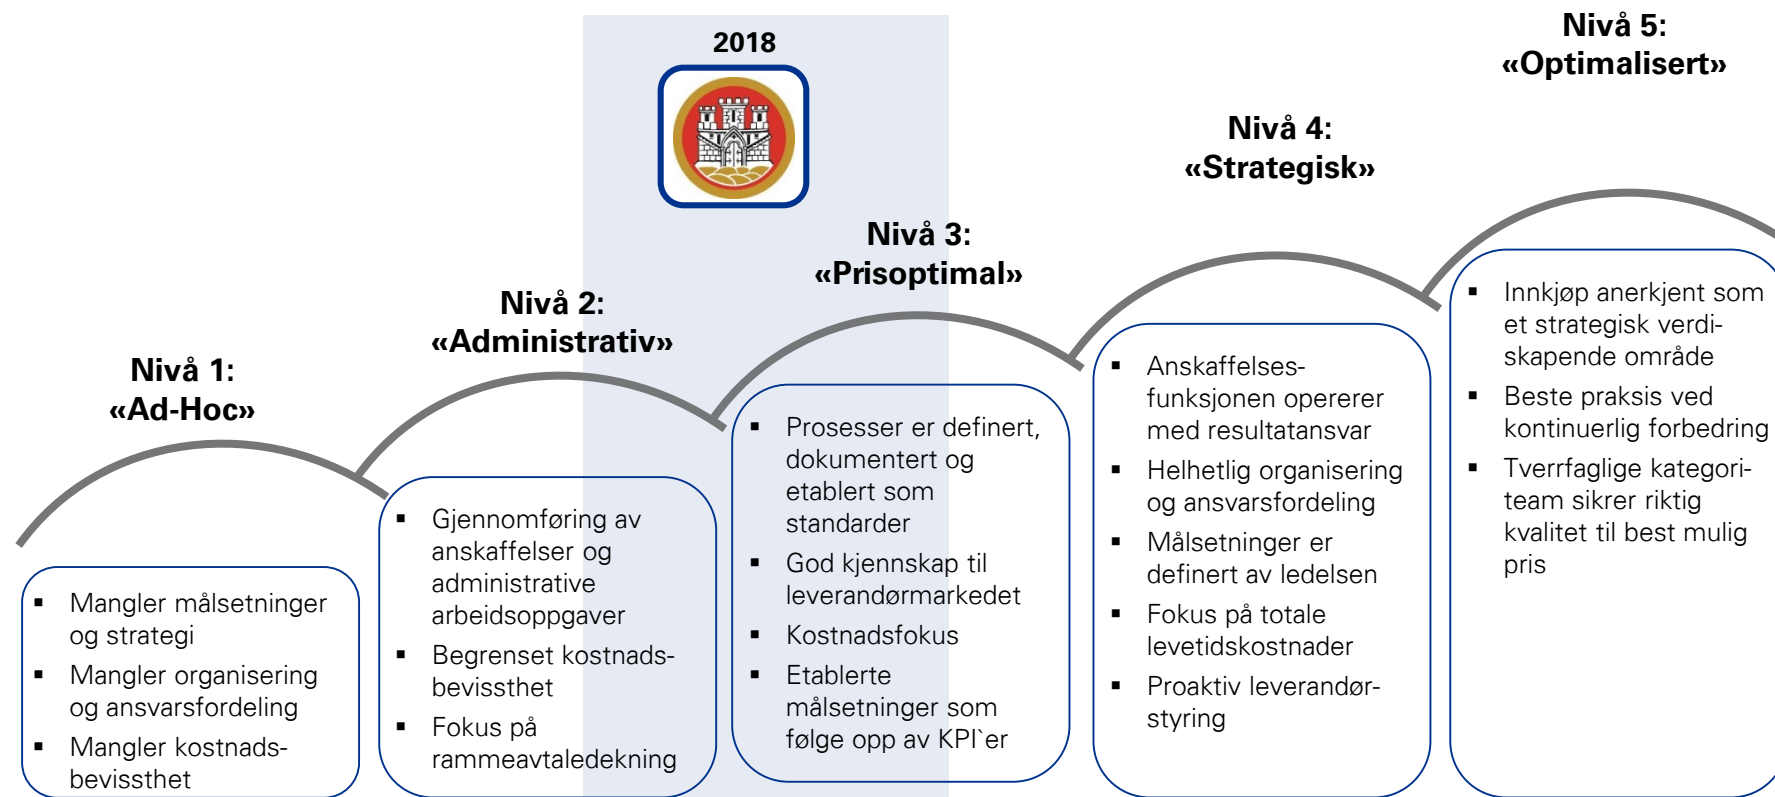 2018
Nivå 1:
«Ad-Hoc»
▪ Mangler målsetninger
og strategi
▪ Mangler organisering
og ansvarsfordeling
▪ Mangler kostnads-
bevissthet
Nivå 2:
«Administrativ»
▪ Gjennomføring av
anskaffelser og
administrative
arbeidsoppgaver
▪ Begrenset kostnads-
bevissthet
▪ Fokus på
rammeavtaledekning
Nivå 3:
«Prisoptimal»
▪ Prosesser er definert,
dokumentert og
etablert som
standarder
▪ God kjennskap til
leverandørmarkedet
▪ Kostnadsfokus
▪ Etablerte
målsetninger som
følge opp av KPI`er
Nivå 4:
«Strategisk»
▪ Anskaffelses-
funksjonen opererer
med resultatansvar
▪ Helhetlig organisering
og ansvarsfordeling
▪ Målsetninger er
definert av ledelsen
▪ Fokus på totale
levetidskostnader
▪ Proaktiv leverandør-
styring
Nivå 5:
«Optimalisert»
▪ Innkjøp anerkjent som
et strategisk verdi-
skapende område
▪ Beste praksis ved
kontinuerlig forbedring
▪ Tverrfaglige kategori-
team sikrer riktig
kvalitet til best mulig
pris